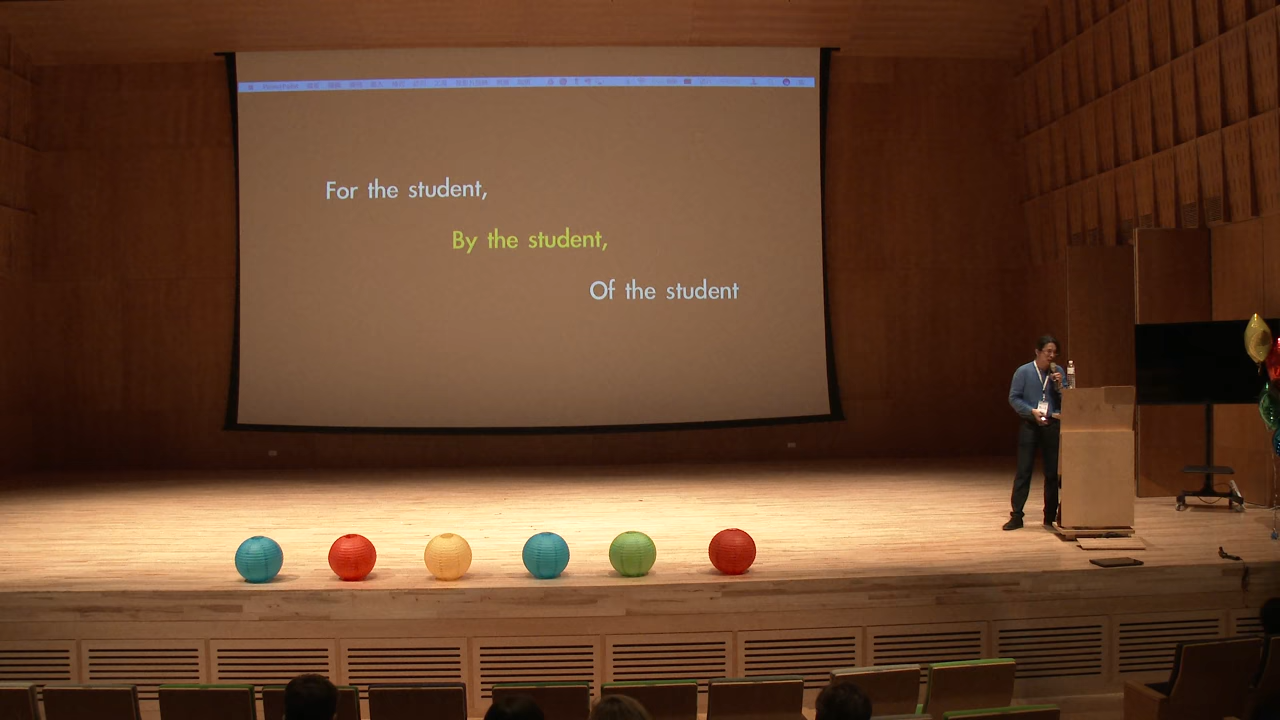 For the student,
By the student,
Of the student